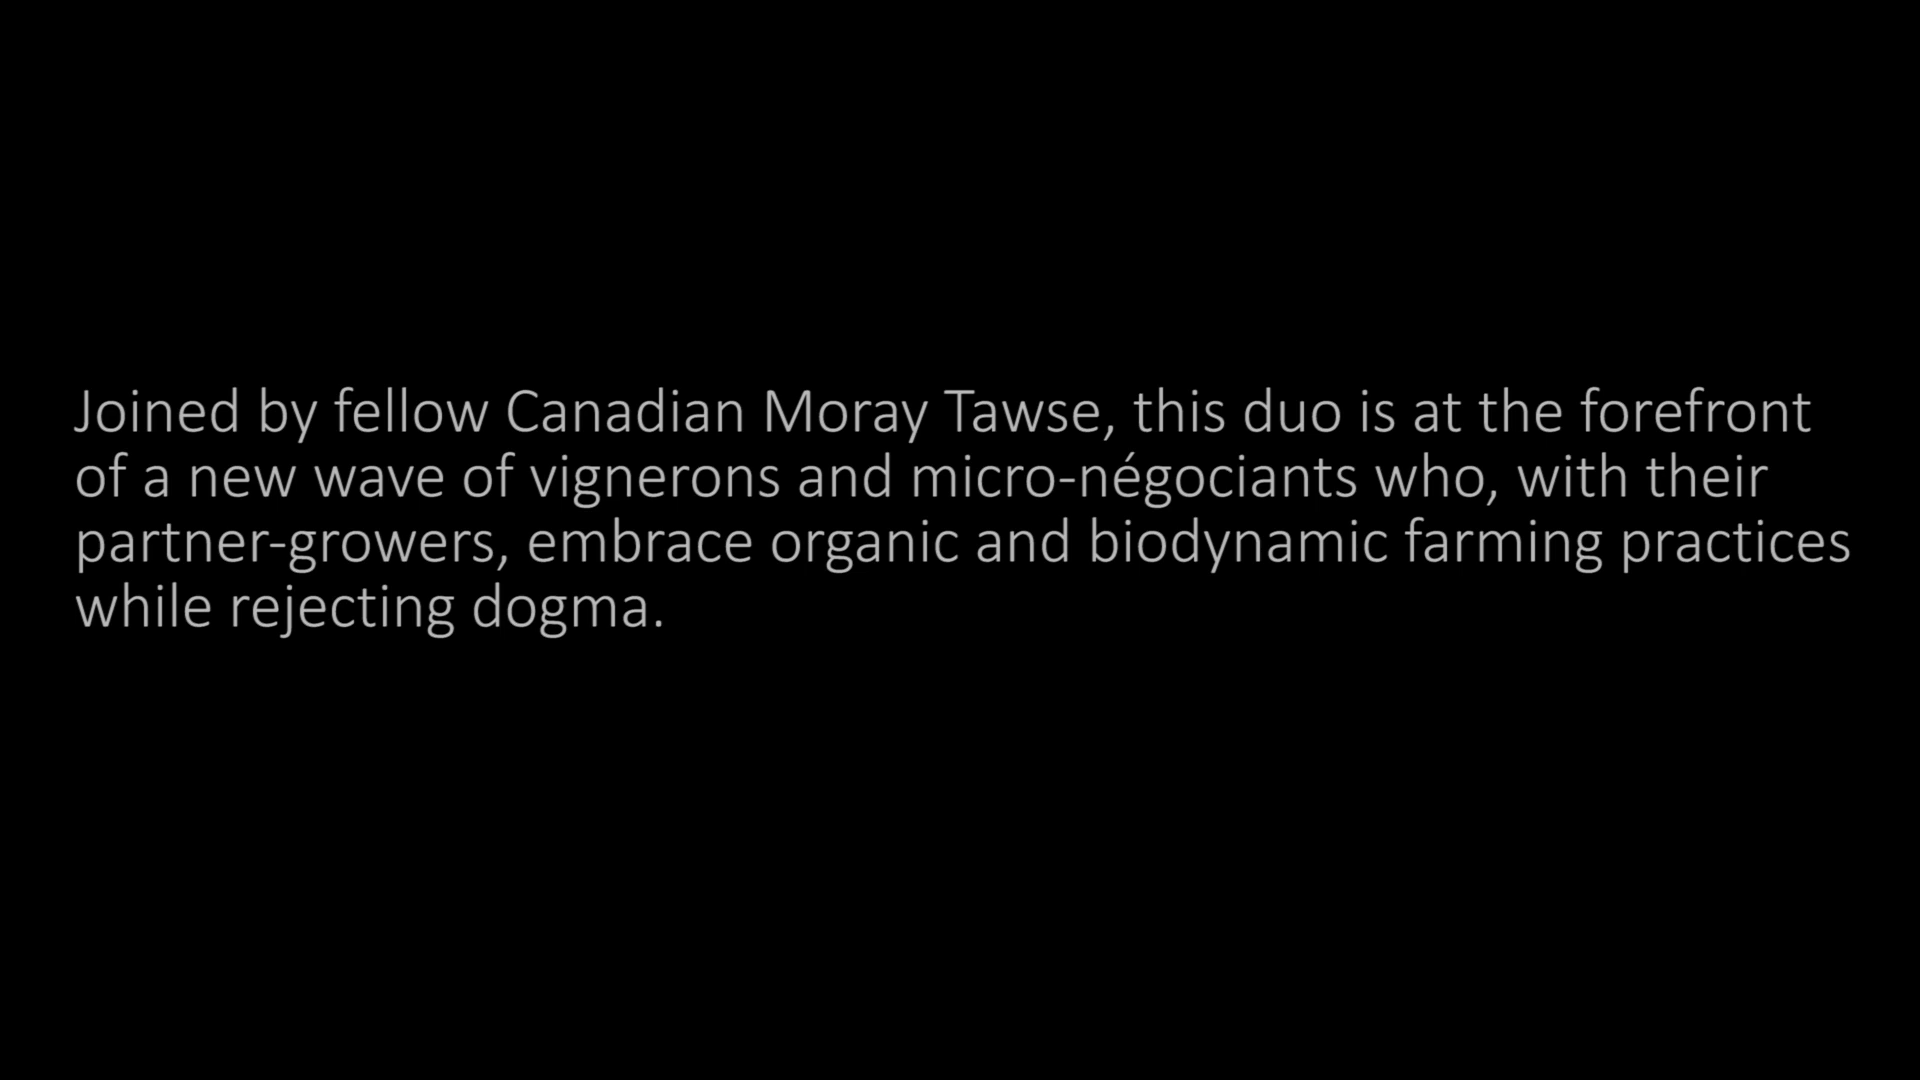 Joined by fellow Canadian Moray Tawse, this duo is at the forefront
of a new wave of vignerons and micro-négociants who, with their
partner-growers, embrace organic and biodynamic farming practices
while rejecting dogma.